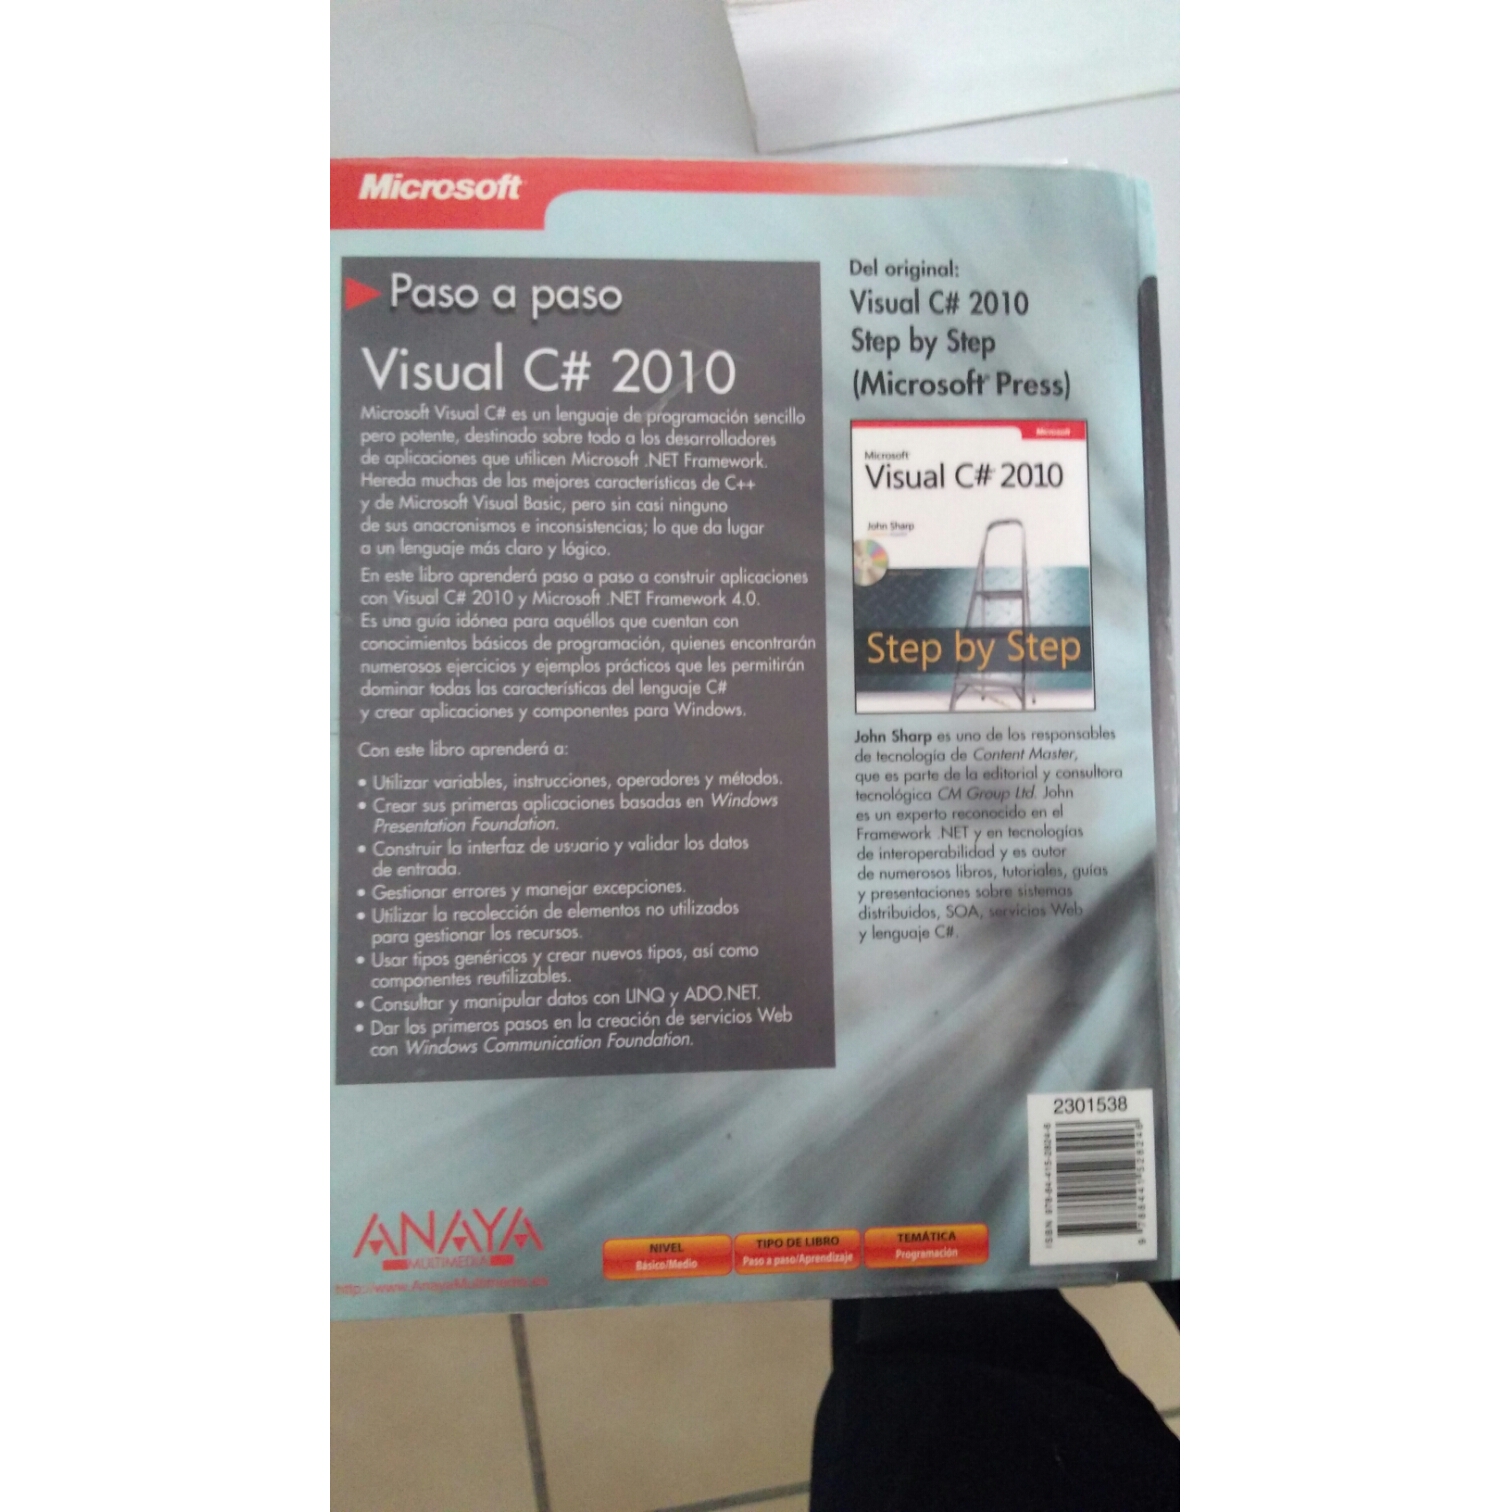 Microsoft
Paso a paso
Visual C# 2010
Microsoft Visual C# es un lenguaje de programación sencillo
pero potente, destinado sobre todo a los desarrolladores
de aplicaciones que utilicen Microsoft .NET Framework.
Hereda muchas de las mejores características de C++
y de Microsoft Visual Basic, pero sin casi ninguno
de sus anacronismos e inconsistencias; lo que da lugar
a un lenguaje más claro y lógico.
En este libro aprenderá paso a paso a construir aplicaciones
con Visual C# 2010 y Microsoft .NET Framework 4.0.
Es una guía idónea para aquéllos que cuentan con
conocimientos básicos de programación, quienes encontrarán
numerosos ejercicios y ejemplos prácticos que les permitirán
dominar todas las características del lenguaje C#
y crear aplicaciones y componentes para Windows.
Con este libro aprenderá a:
• Utilizar variables, instrucciones, operadores y métodos.
• Crear sus primeras aplicaciones basadas en Windows
Presentation Foundation.
• Construir la interfaz de usuario y validar los datos
de entrada.
• Gestionar errores y manejar excepciones.
• Utilizar la recolección de elementos no utilizados
para gestionar los recursos.
• Usar tipos genéricos y crear nuevos tipos, así como
componentes reutilizables.
• Consultar y manipular datos con LINQ y ADO.NET.
• Dar los primeros pasos en la creación de servicios Web
con Windows Communication Foundation.
Del original:
Visual C# 2010
Step by Step
(Microsoft® Press)
Microsoft
Microsoft®
Visual C#® 2010
John Sharp
Step by Step
John Sharp es uno de los responsables
de tecnología de Content Master,
que es parte de la editorial y consultora
tecnológica CM Group Ltd. John
es un experto reconocido en el
Framework .NET y en tecnologías
de interoperabilidad y es autor
de numerosos libros, tutoriales, guías
y presentaciones sobre sistemas
distribuidos, SOA, servicios Web
y lenguaje C#.
2301538
ISBN 978-84-415-2824-6
9 788441 528246
ANAYA
MULTIMEDIA
http://www.AnayaMultimedia.es
NIVEL
Básico/Medio
TIPO DE LIBRO
Paso a paso/Aprendizaje
TEMÁTICA
Programación